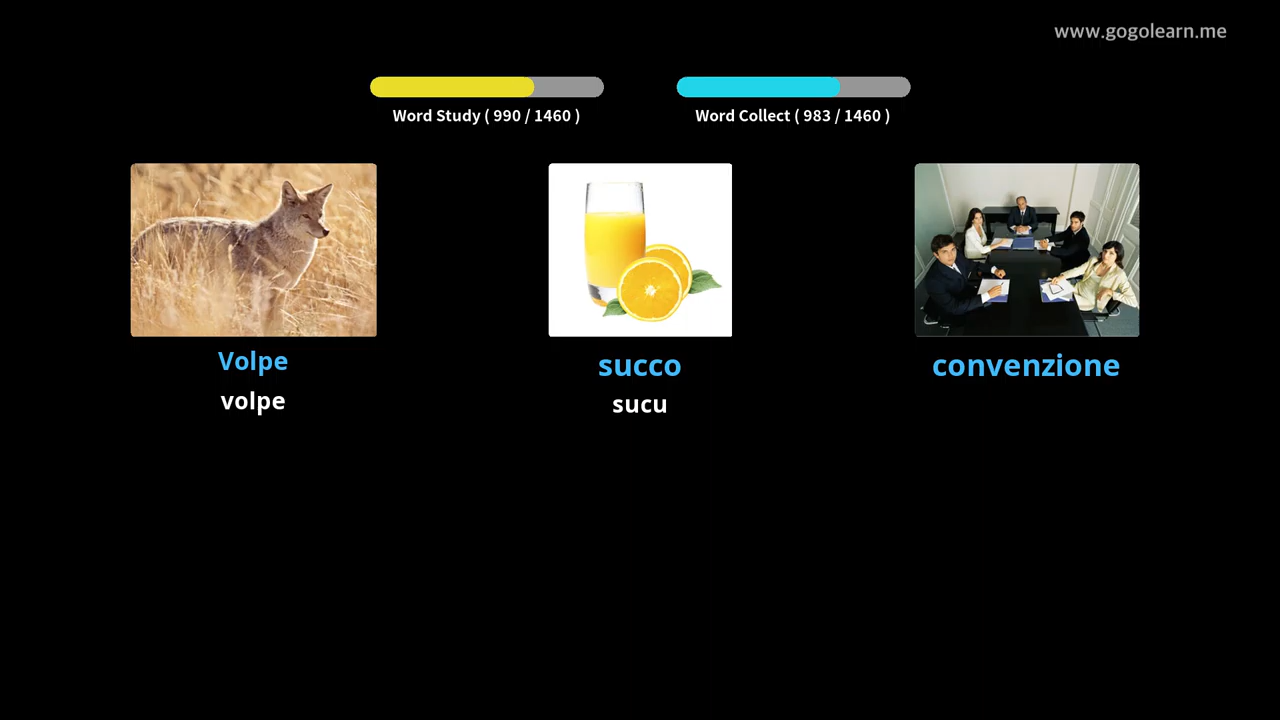 www.gogolearn.me
Word Study ( 990 / 1460 )
Word Collect ( 983 / 1460 )
Volpe
volpe
succo
sucu
convenzione